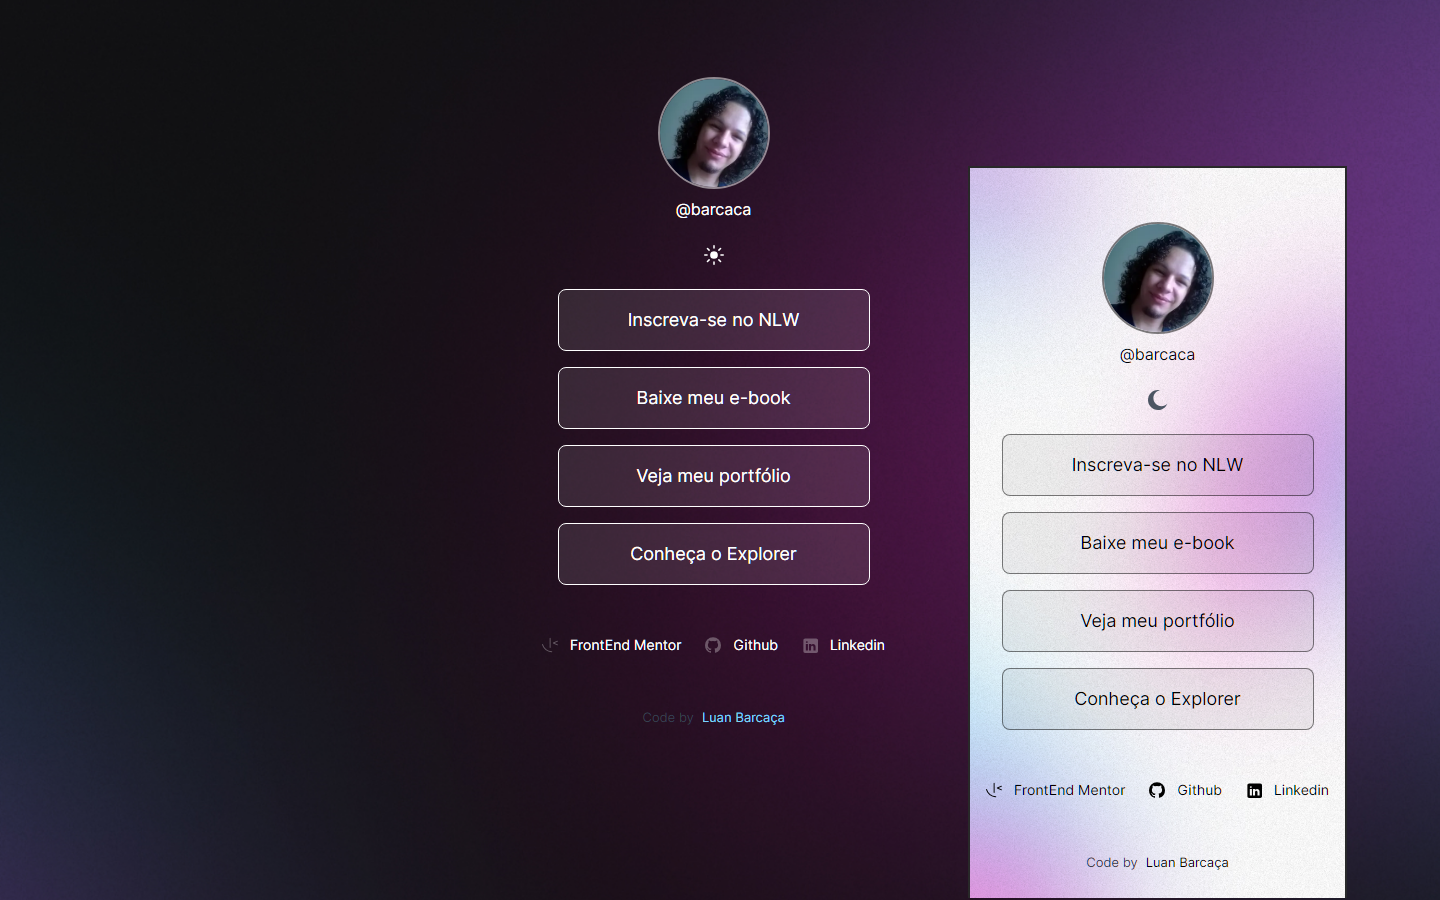 @barcaca
Inscreva-se no NLW
Baixe meu e-book
Veja meu portfólio
Conheça o Explorer
FrontEnd Mentor Github Linkedin
Code by Luan Barcaça
@barcaca
Inscreva-se no NLW
Baixe meu e-book
Veja meu portfólio
Conheça o Explorer
FrontEnd Mentor Github Linkedin
Code by Luan Barcaça